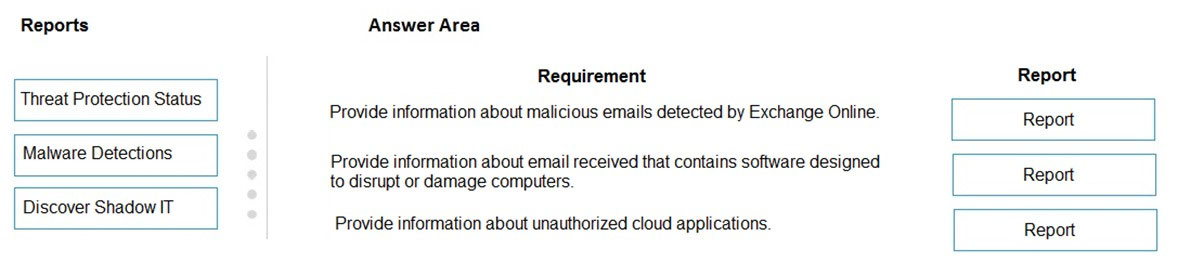 Reports
Answer Area
Requirement
Report
Threat Protection Status
Provide information about malicious emails detected by Exchange Online.
Report
Malware Detections
Provide information about email received that contains software designed
to disrupt or damage computers.
Report
Discover Shadow IT
Provide information about unauthorized cloud applications.
Report